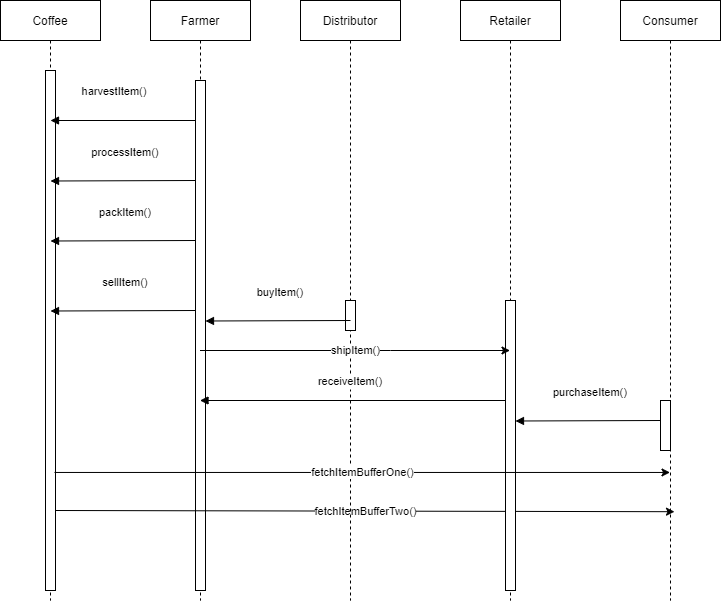 Coffee
Farmer
Distributor
Retailer
Consumer
harvestItem()
processItem()
packItem()
sellItem()
buyItem()
shipItem()
receiveItem()
purchaseItem()
fetchItemBufferOne()
fetchItemBufferTwo()